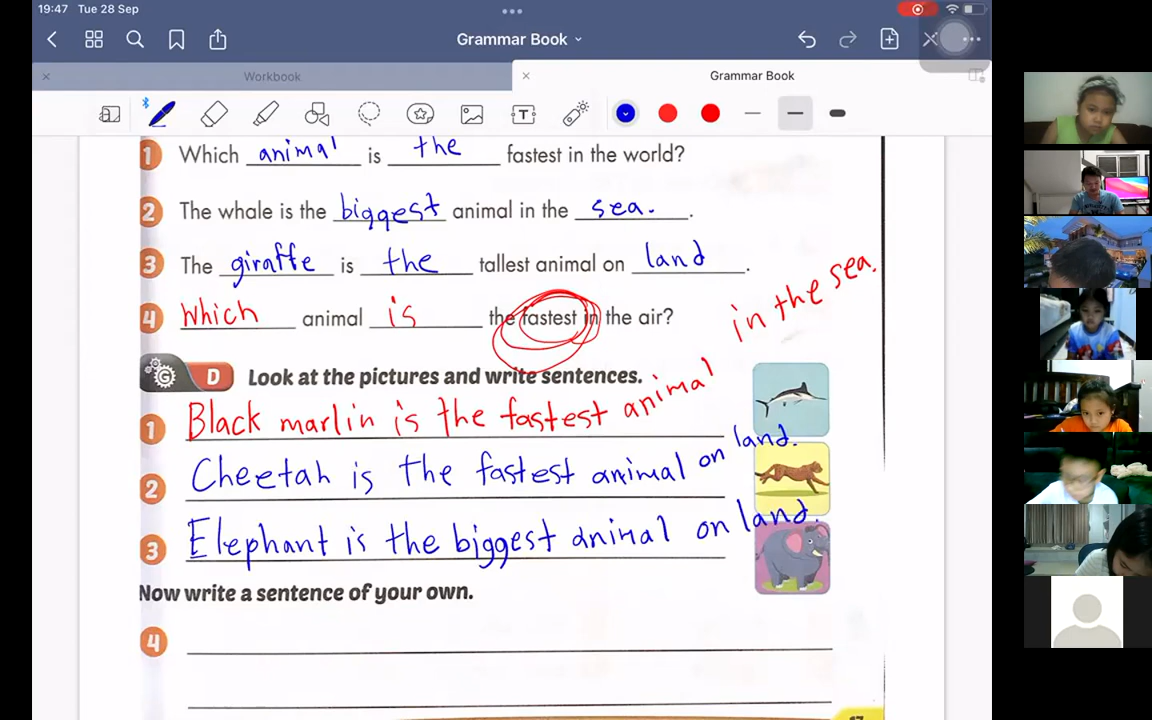 19:47 Tue 28 Sep
Grammar Book
Workbook
Grammar Book
1 Which animal is the fastest in the world?
2 The whale is the biggest animal in the sea. .
3 The giraffe is the tallest animal on land .
4 Which animal is the fastest in the air?
G D Look at the pictures and write sentences.
1 Black marlin is the fastest animal in the sea.
2 Cheetah is the fastest animal on land.
3 Elephant is the biggest animal on land.
Now write a sentence of your own.
4